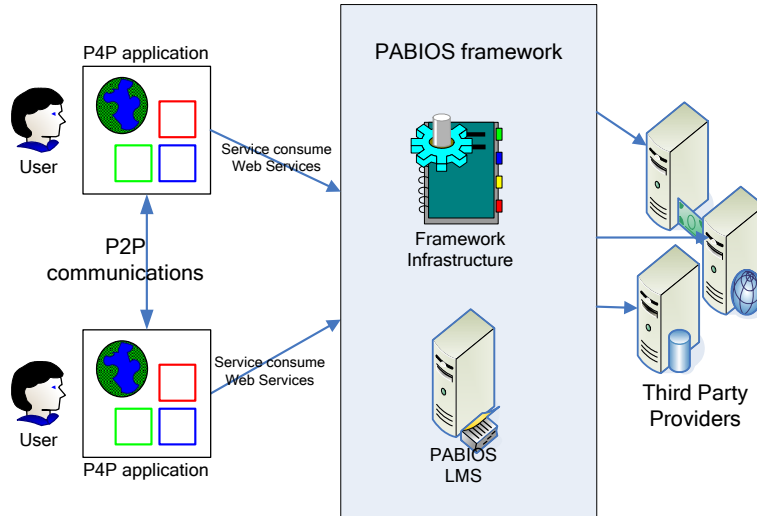 P4P application
User
Service consume
Web Services
P2P
communications
Service consume
Web Services
User
P4P application
PABIOS framework
Framework
Infrastructure
PABIOS
LMS
Third Party
Providers